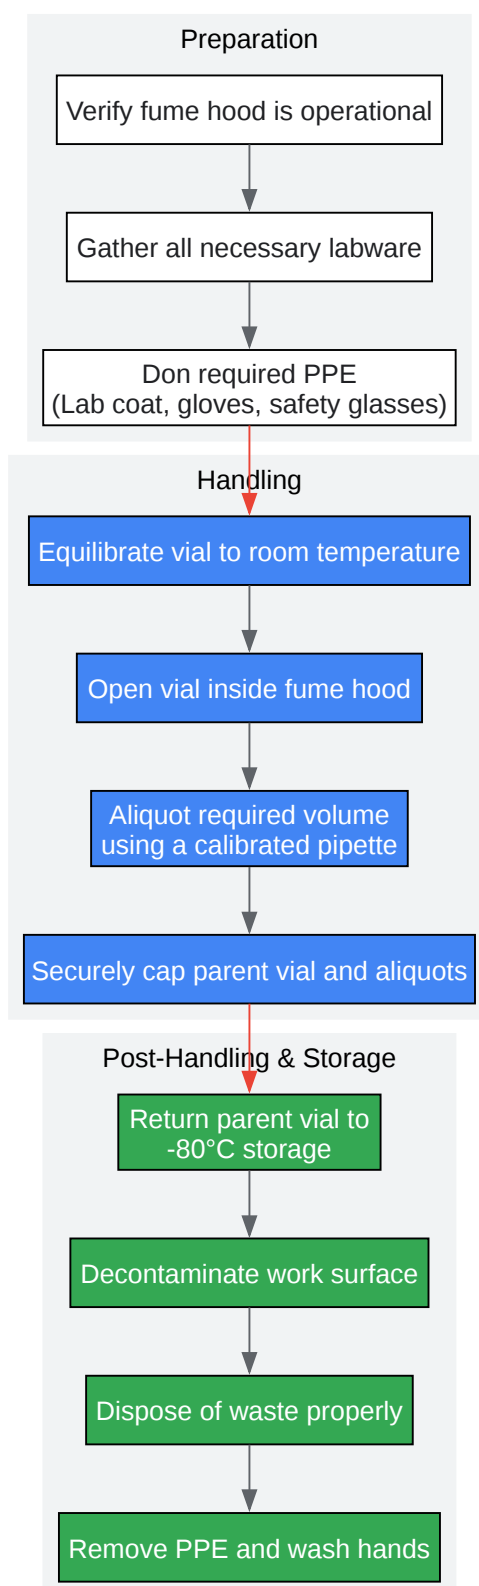 Preparation
Verify fume hood is operational
Gather all necessary labware
Don required PPE
(Lab coat, gloves, safety glasses)
Handling
Equilibrate vial to room temperature
Open vial inside fume hood
Aliquot required volume
using a calibrated pipette
Securely cap parent vial and aliquots
Post-Handling & Storage
Return parent vial to
-80°C storage
Decontaminate work surface
Dispose of waste properly
Remove PPE and wash hands